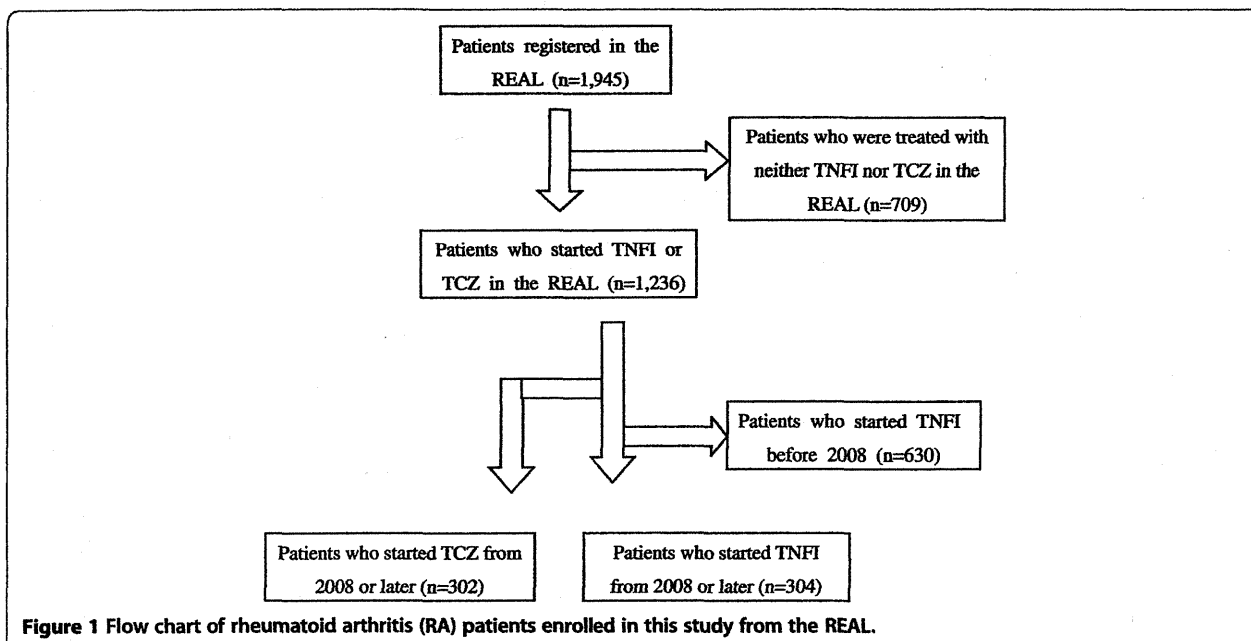 Patients registered in the
REAL (n=1,945)
Patients who were treated with
neither TNFI nor TCZ in the
REAL (n=709)
Patients who started TNFI or
TCZ in the REAL (n=1,236)
Patients who started TNFI
before 2008 (n=630)
Patients who started TCZ from
2008 or later (n=302)
Patients who started TNFI
from 2008 or later (n=304)
Figure 1 Flow chart of rheumatoid arthritis (RA) patients enrolled in this study from the REAL.